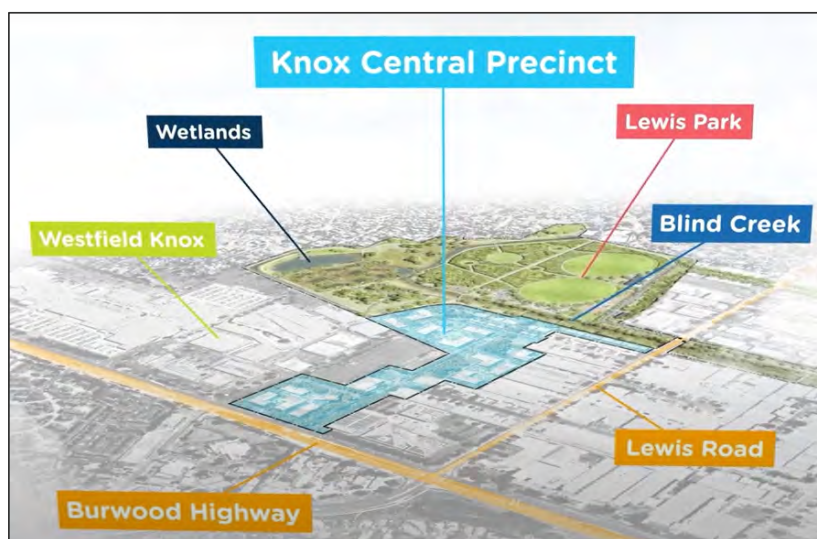 Knox Central Precinct
Wetlands
Lewis Park
Westfield Knox
Blind Creek
Lewis Road
Burwood Highway